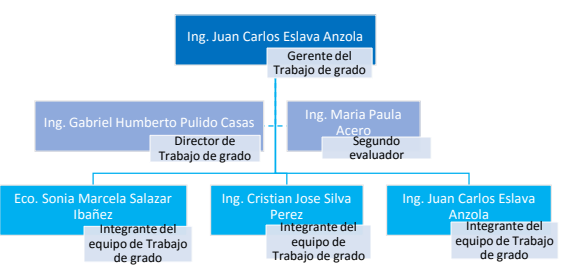 Ing. Juan Carlos Eslava Anzola
Gerente del
Trabajo de grado
Ing. Gabriel Humberto Pulido Casas
Director de
Trabajo de grado
Ing. Maria Paula
Acero
Segundo
evaluador
Eco. Sonia Marcela Salazar
Ibañez
Integrante del
equipo de Trabajo
de grado
Ing. Cristian Jose Silva
Perez
Integrante del
equipo de
Trabajo de grado
Ing. Juan Carlos Eslava
Anzola
Integrante del
equipo de Trabajo
de grado